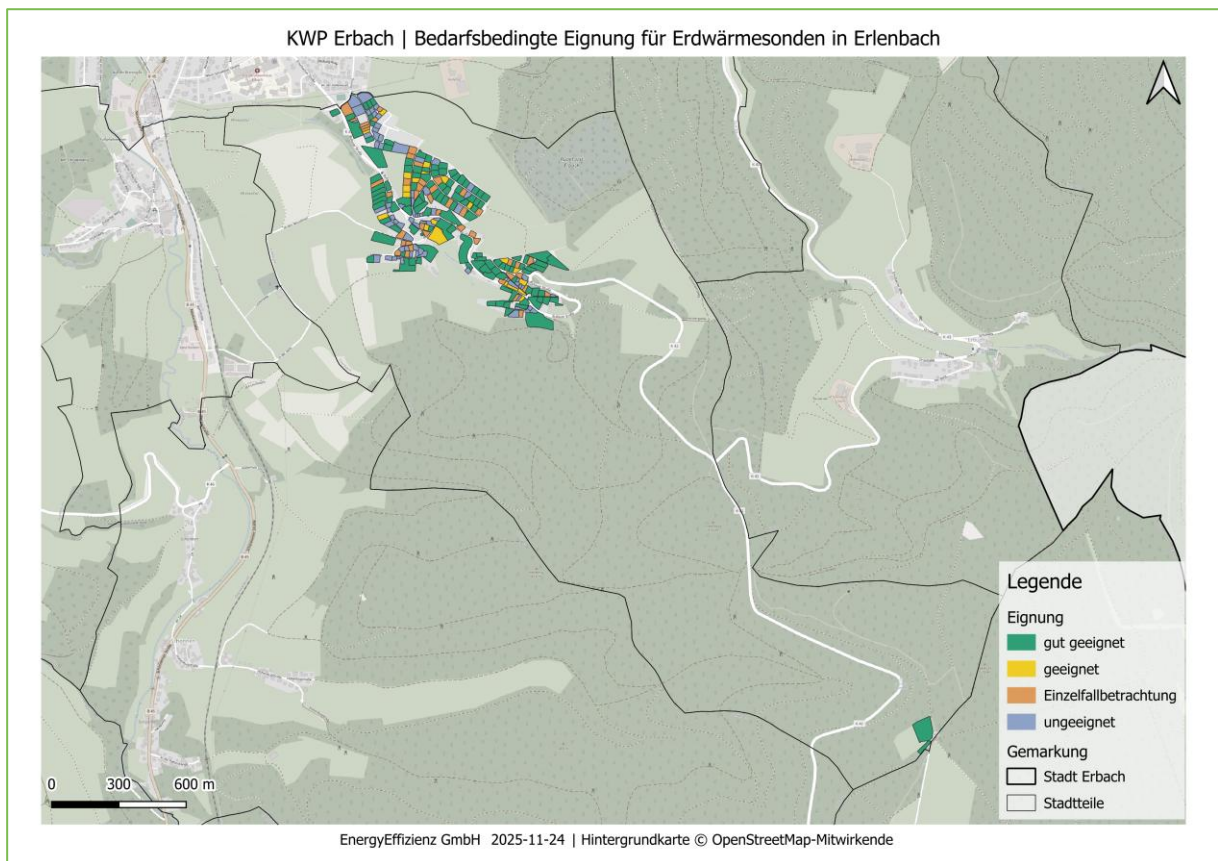 KWP Erbach | Bedarfsbedingte Eignung für Erdwärmesonden in Erlenbach
Legende
Eignung
gut geeignet
geeignet
Einzelfallbetrachtung
ungeeignet
Gemarkung
Stadt Erbach
Stadtteile
0 300 600 m
EnergyEffizienz GmbH 2025-11-24 | Hintergrundkarte © OpenStreetMap-Mitwirkende